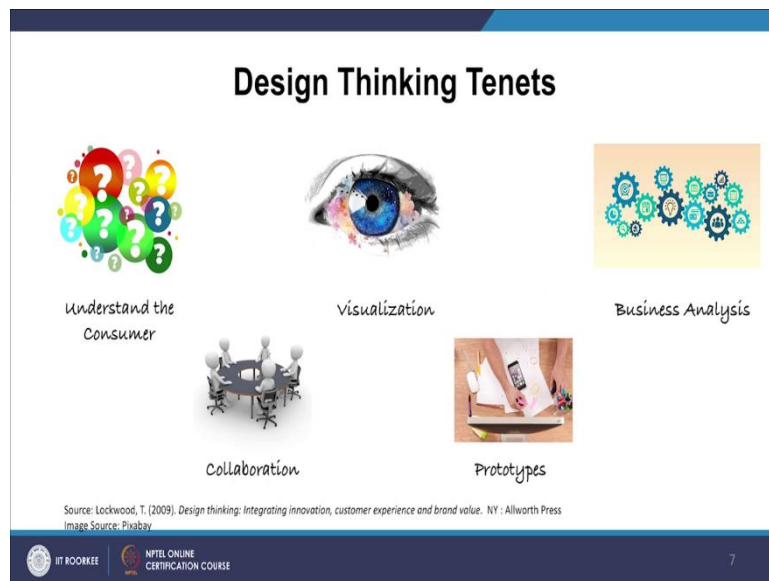 Design Thinking Tenets
Understand the
Consumer
Visualization
Business Analysis
Collaboration
Prototypes
Source: Lockwood, T. (2009). Design thinking: Integrating innovation, customer experience and brand value. NY : Allworth Press
Image Source: Pixabay
IIT ROORKEE
NPTEL ONLINE
CERTIFICATION COURSE
7